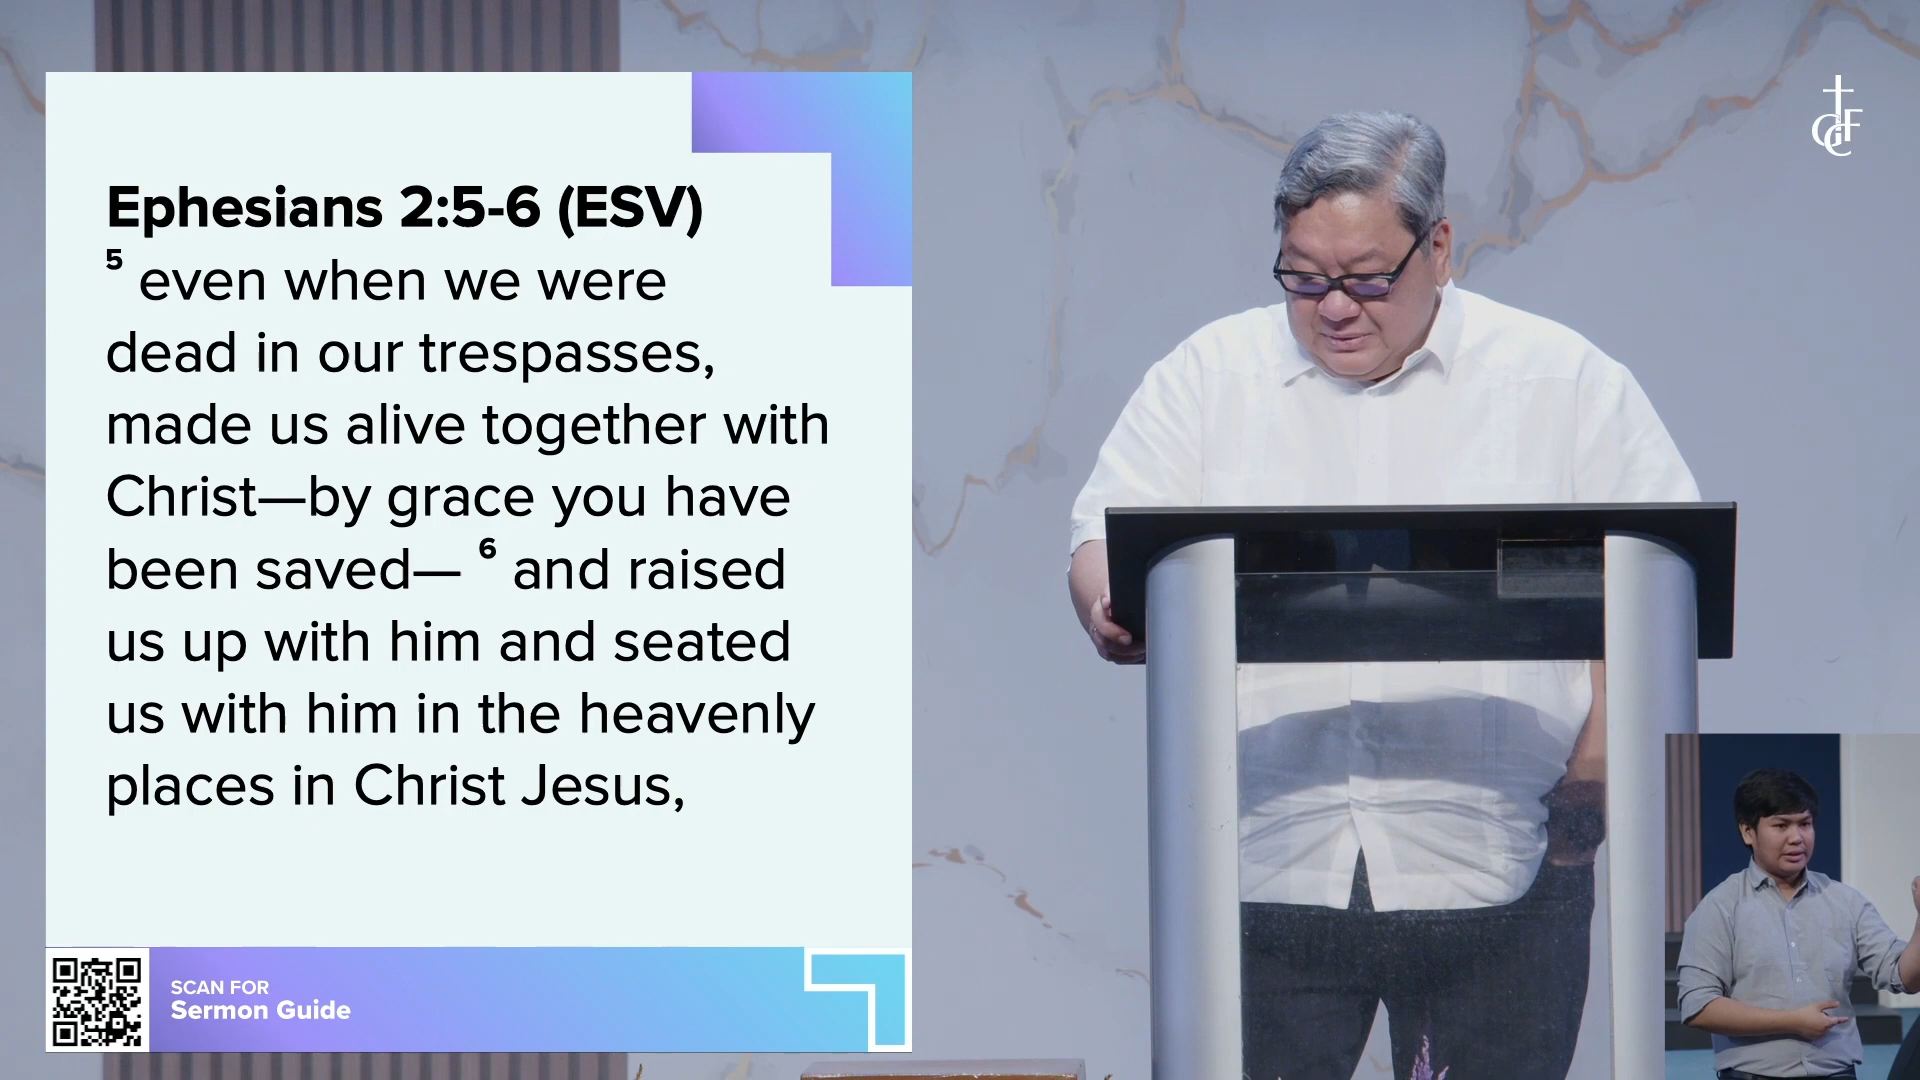 Ephesians 2:5-6 (ESV)
5 even when we were
dead in our trespasses,
made us alive together with
Christ—by grace you have
been saved— 6 and raised
us up with him and seated
us with him in the heavenly
places in Christ Jesus,
SCAN FOR
Sermon Guide
GCF